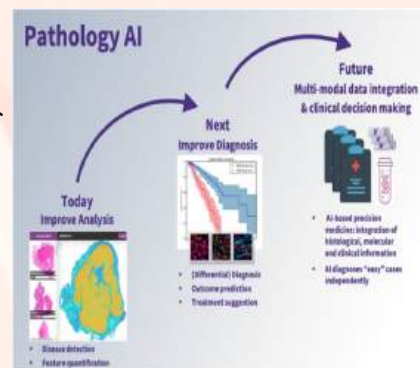 Pathology AI
Future
Multi-modal data integration
& clinical decision making
Next
Improve Diagnosis
Today
Improve Analysis
• AI-based precision
medicine: integration of
histological, molecular
and clinical information
• AI diagnoses "easy" cases
independently
• (Differential) Diagnosis
• Outcome prediction
• Treatment suggestion
• Disease detection
• Feature quantification